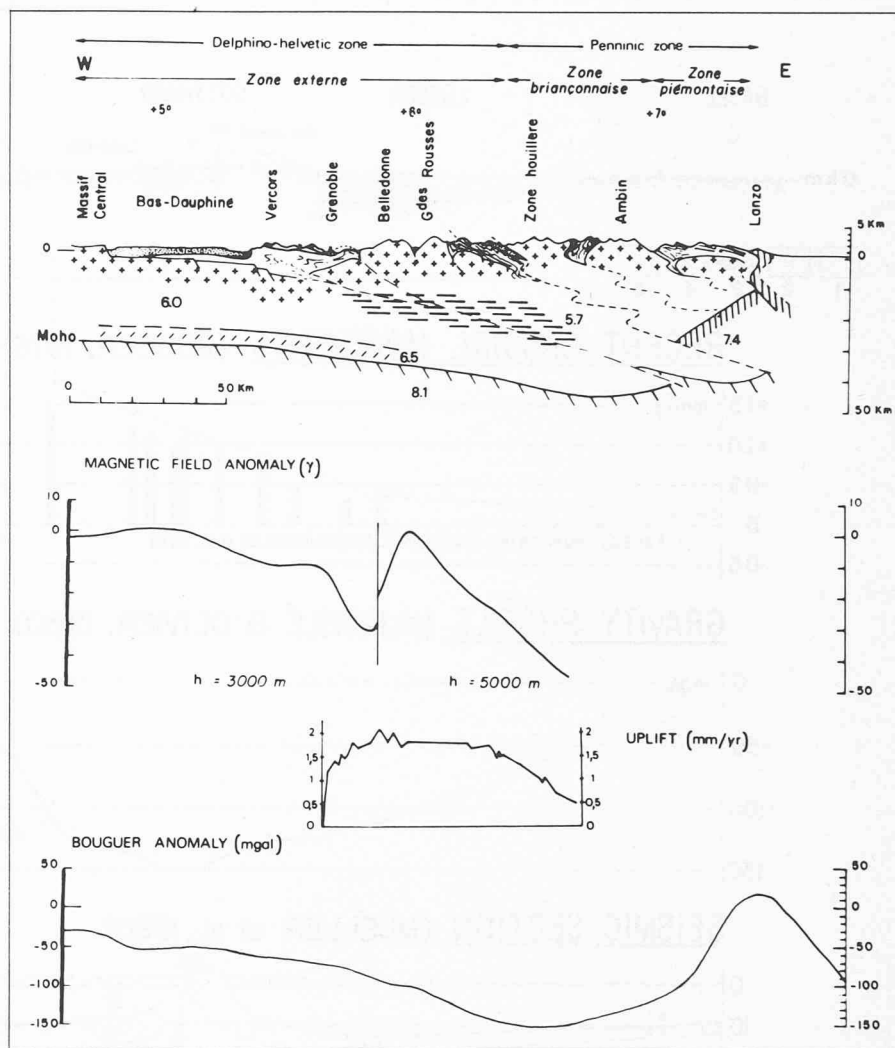 Delphino-helvetic zone Penninic zone
W E
Zone externe Zone briançonnaise Zone piémontaise
+5° +6° +7°
Massif Central
Bas-Dauphiné
Vercors
Grenoble
Belledonne
Gdes Rousses
Zone houillere
Ambin
Lanzo
5 Km
0 0
6.0 5.7 7.4
Moho 6.5
8.1
0 50 Km
50 Km
MAGNETIC FIELD ANOMALY (γ)
10 10
0 0
-50 -50
h = 3000 m h = 5000 m
UPLIFT (mm/yr)
2 2
1,5 1,5
1 1
0,5 0,5
0 0
BOUGUER ANOMALY (mgal)
50 50
0 0
-50 -50
-100 -100
-150 -150